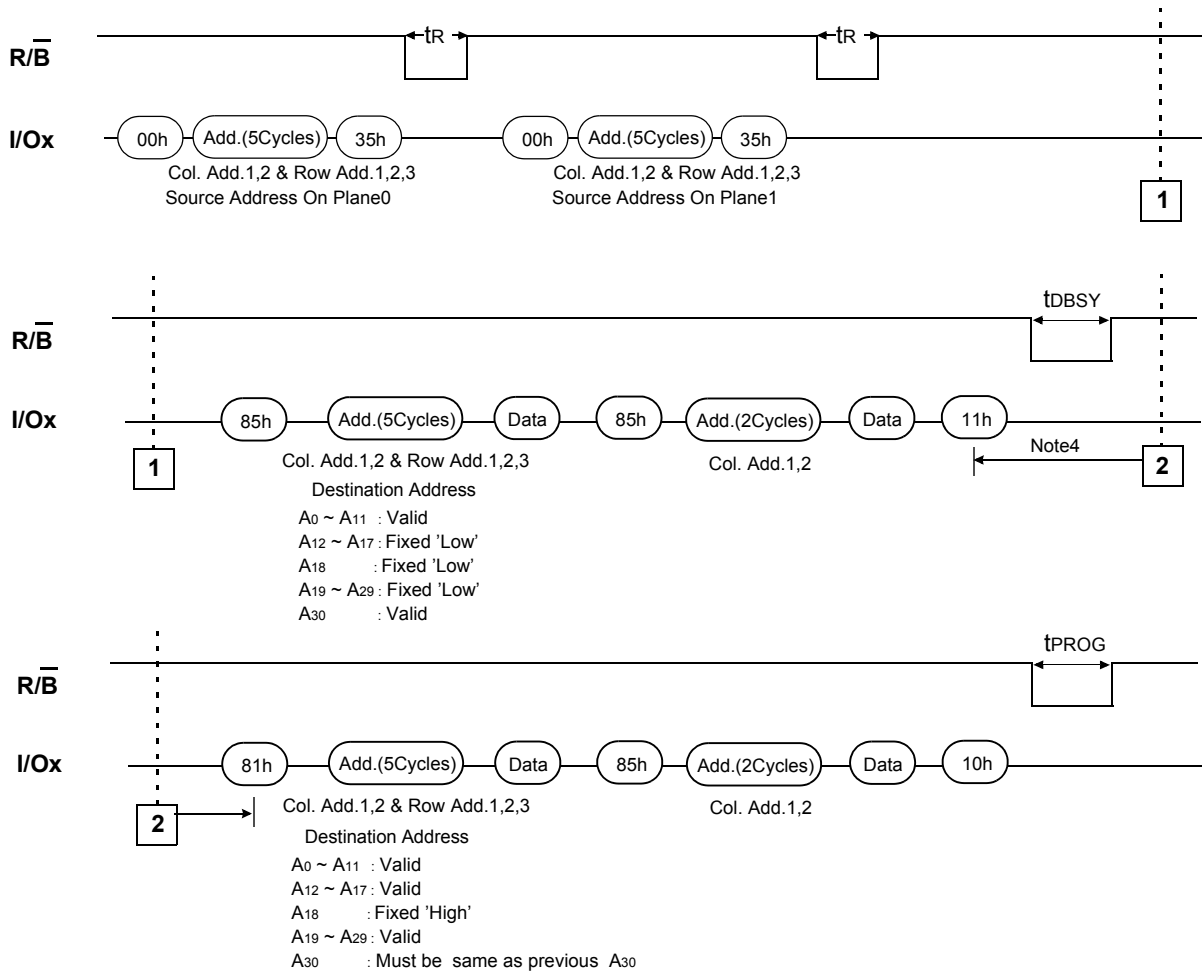 tR tR
R/B
I/Ox 00h Add.(5Cycles) 35h 00h Add.(5Cycles) 35h
Col. Add.1,2 & Row Add.1,2,3 Col. Add.1,2 & Row Add.1,2,3
Source Address On Plane0 Source Address On Plane1
1
tDBSY
R/B
I/Ox 85h Add.(5Cycles) Data 85h Add.(2Cycles) Data 11h
1 Col. Add.1,2 & Row Add.1,2,3 Col. Add.1,2 Note4 2
Destination Address
A0 ~ A11 : Valid
A12 ~ A17 : Fixed 'Low'
A18 : Fixed 'Low'
A19 ~ A29 : Fixed 'Low'
A30 : Valid
tPROG
R/B
I/Ox 81h Add.(5Cycles) Data 85h Add.(2Cycles) Data 10h
2 Col. Add.1,2 & Row Add.1,2,3 Col. Add.1,2
Destination Address
A0 ~ A11 : Valid
A12 ~ A17 : Valid
A18 : Fixed 'High'
A19 ~ A29 : Valid
A30 : Must be same as previous A30